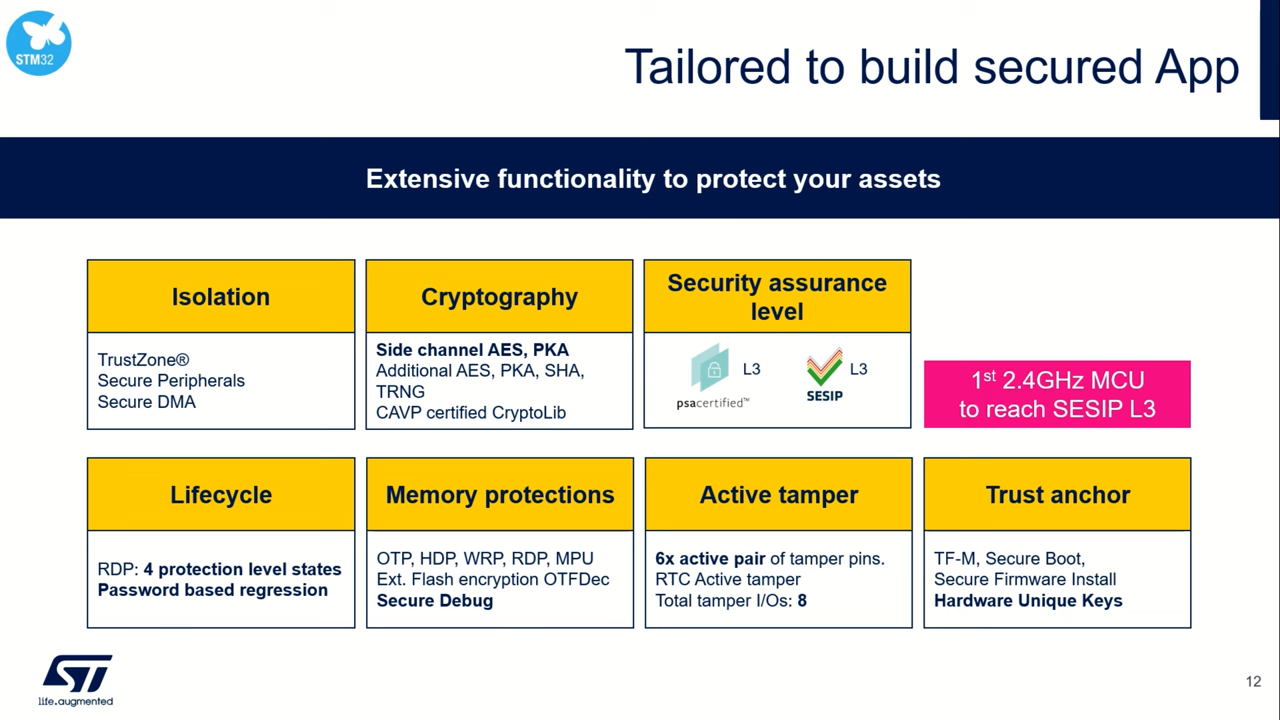 STM32
Tailored to build secured App
Extensive functionality to protect your assets
Isolation
TrustZone®
Secure Peripherals
Secure DMA
Cryptography
Side channel AES, PKA
Additional AES, PKA, SHA,
TRNG
CAVP certified CryptoLib
Security assurance
level
L3
psacertified™
L3
SESIP
1st 2.4GHz MCU
to reach SESIP L3
Lifecycle
RDP: 4 protection level states
Password based regression
Memory protections
OTP, HDP, WRP, RDP, MPU
Ext. Flash encryption OTFDec
Secure Debug
Active tamper
6x active pair of tamper pins.
RTC Active tamper
Total tamper I/Os: 8
Trust anchor
TF-M, Secure Boot,
Secure Firmware Install
Hardware Unique Keys
ST
life.augmented
12